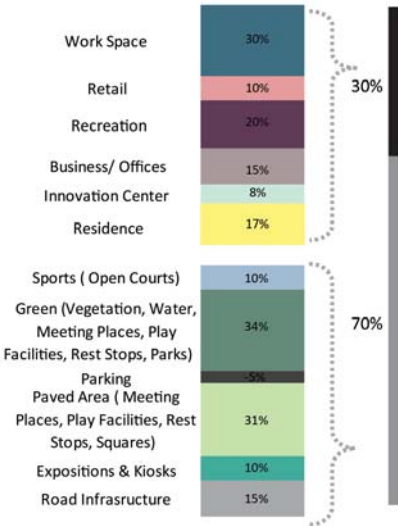 Work Space
30%
Retail
10%
30%
Recreation
20%
Business/ Offices
15%
Innovation Center
8%
Residence
17%
Sports ( Open Courts)
10%
Green (Vegetation, Water,
Meeting Places, Play
Facilities, Rest Stops, Parks)
34%
70%
Parking
-5%
Paved Area ( Meeting
Places, Play Facilities, Rest
Stops, Squares)
31%
Expositions & Kiosks
10%
Road Infrasructure
15%